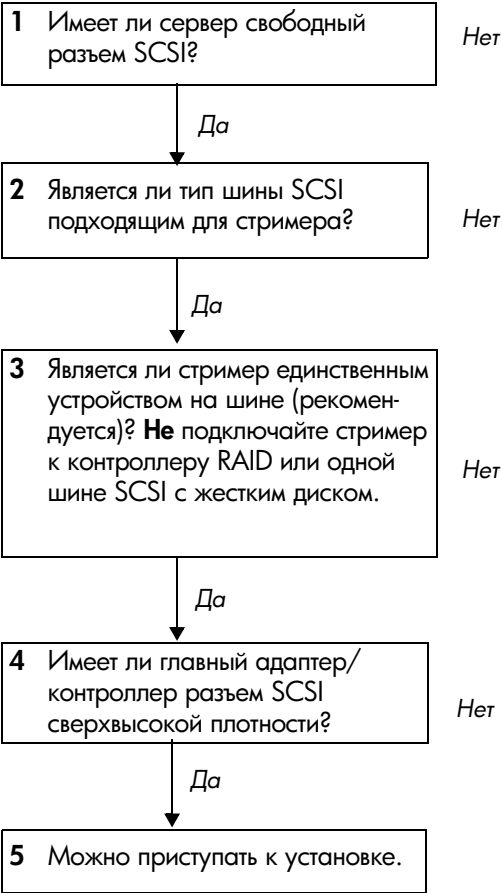 1 Имеет ли сервер свободный
разъем SCSI?
Нет
Да
2 Является ли тип шины SCSI
подходящим для стримера?
Нет
Да
3 Является ли стример единственным
устройством на шине (рекомен-
дуется)? Не подключайте стример
к контроллеру RAID или одной
шине SCSI с жестким диском.
Нет
Да
4 Имеет ли главный адаптер/
контроллер разъем SCSI
сверхвысокой плотности?
Нет
Да
5 Можно приступать к установке.